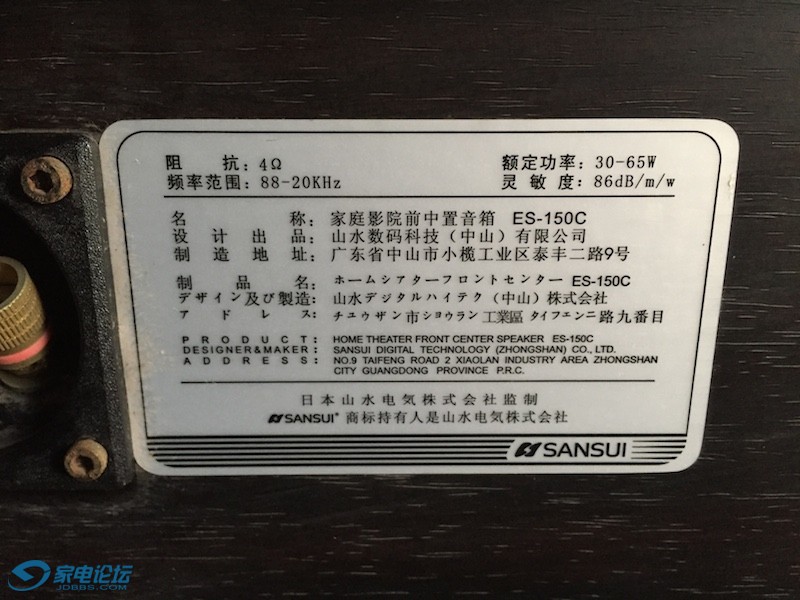 阻 抗：4Ω 额定功率：30-65W
频率范围：88-20KHz 灵 敏 度：86dB/m/w
名 称：家庭影院前中置音箱 ES-150C
设 计 出 品：山水数码科技（中山）有限公司
制 造 地 址：广东省中山市小榄工业区泰丰二路9号
制 品 名：ホームシアターフロントセンター ES-150C
デザイン及び製造：山水デジタルハイテク（中山）株式会社
ア ド レ ス：チユウザン市ショウラン工業區タイフエンニ路九番目
PRODUCT: HOME THEATER FRONT CENTER SPEAKER ES-150C
DESIGNER&MAKER: SANSUI DIGITAL TECHNOLOGY (ZHONGSHAN) CO., LTD.
ADDRESS: NO.9 TAIFENG ROAD 2 XIAOLAN INDUSTRY AREA ZHONGSHAN
CITY GUANGDONG PROVINCE P.R.C.
日本山水电気株式会社监制
SANSUI® 商标持有人是山水电気株式会社
SANSUI
家电论坛
JDBBS.COM